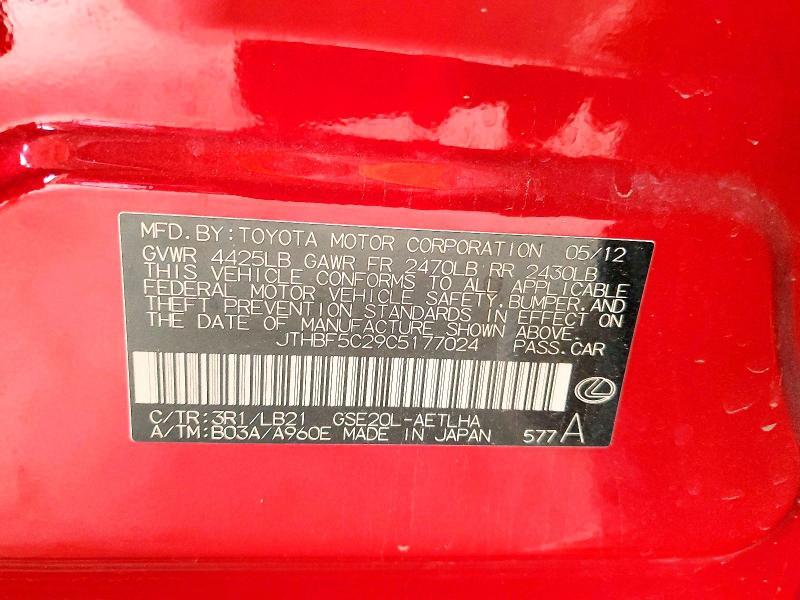 MFD.BY:TOYOTA MOTOR CORPORATION 05/12
GVWR 4425LB GAWR FR 2470LB RR 2430LB
THIS VEHICLE CONFORMS TO ALL APPLICABLE
FEDERAL MOTOR VEHICLE SAFETY,BUMPER,AND
THEFT PREVENTION STANDARDS IN EFFECT ON
THE DATE OF MANUFACTURE SHOWN ABOVE.
JTHBF5C29C5177024 PASS.CAR
C/TR:3R1/LB21 GSE20L-AETLHA
A/TM:B03A/A960E MADE IN JAPAN 577A